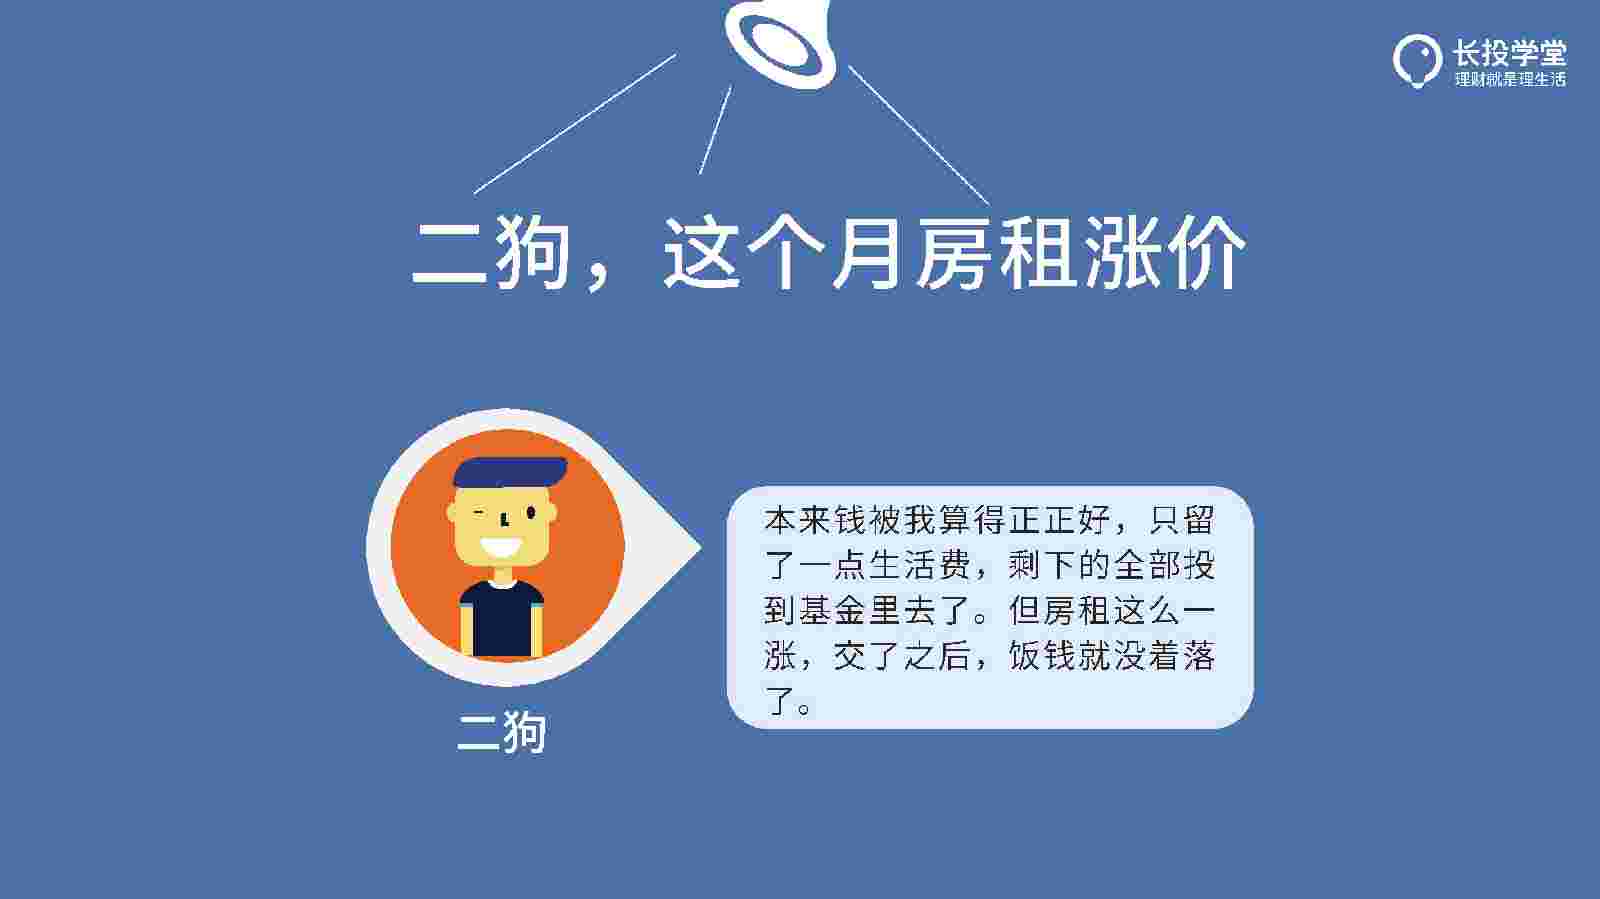 长投学堂
理财就是理生活
二狗，这个月房租涨价
本来钱被我算得正正好，只留
了一点生活费，剩下的全部投
到基金里去了。但房租这么一
涨，交了之后，饭钱就没着落
了。
二狗